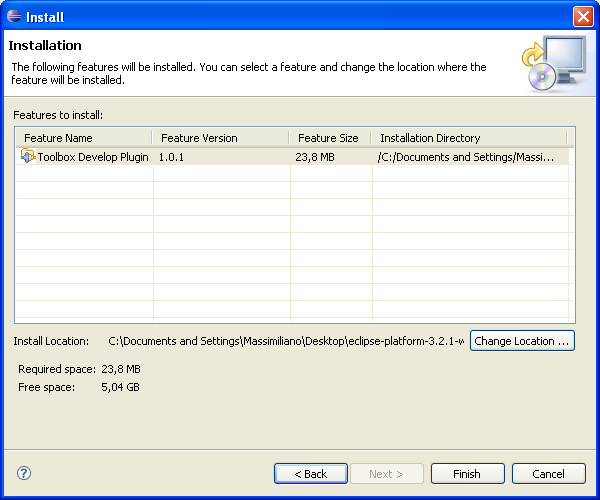 Install
Installation
The following features will be installed. You can select a feature and change the location where the
feature will be installed.
Features to install:
Feature Name Feature Version Feature Size Installation Directory
Toolbox Develop Plugin 1.0.1 23,8 MB /C:/Documents and Settings/Massi...
Install Location: C:\Documents and Settings\Massimiliano\Desktop\eclipse-platform-3.2.1-w Change Location ...
Required space: 23,8 MB
Free space: 5,04 GB
? < Back Next > Finish Cancel